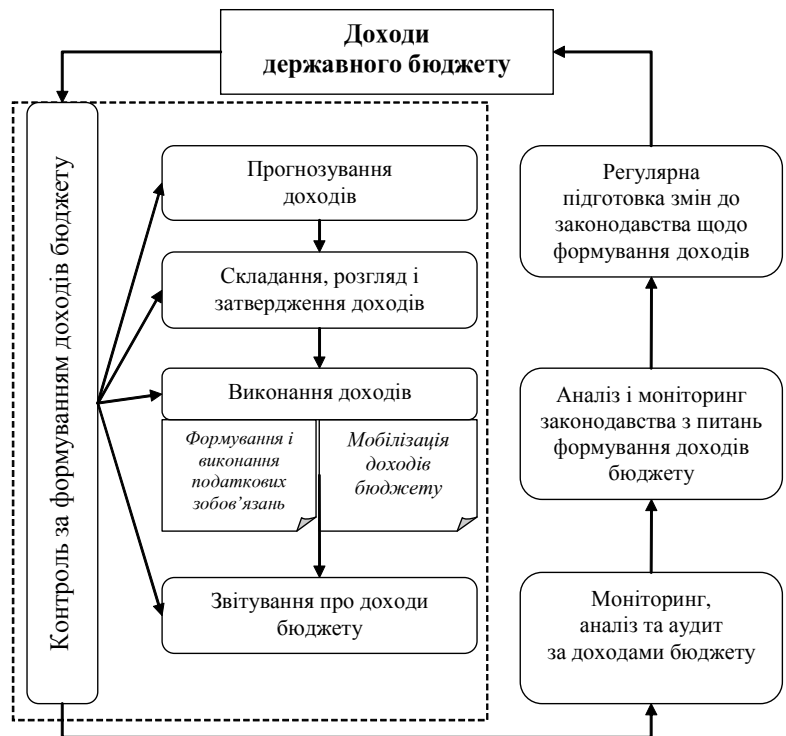 Доходи
державного бюджету
Контроль за формуванням доходів бюджету
Прогнозування
доходів
Складання, розгляд і
затвердження доходів
Виконання доходів
Формування і
виконання
податкових
зобов’язань
Мобілізація
доходів
бюджету
Звітування про доходи
бюджету
Регулярна
підготовка змін до
законодавства щодо
формування доходів
Аналіз і моніторинг
законодавства з питань
формування доходів
бюджету
Моніторинг,
аналіз та аудит
за доходами бюджету